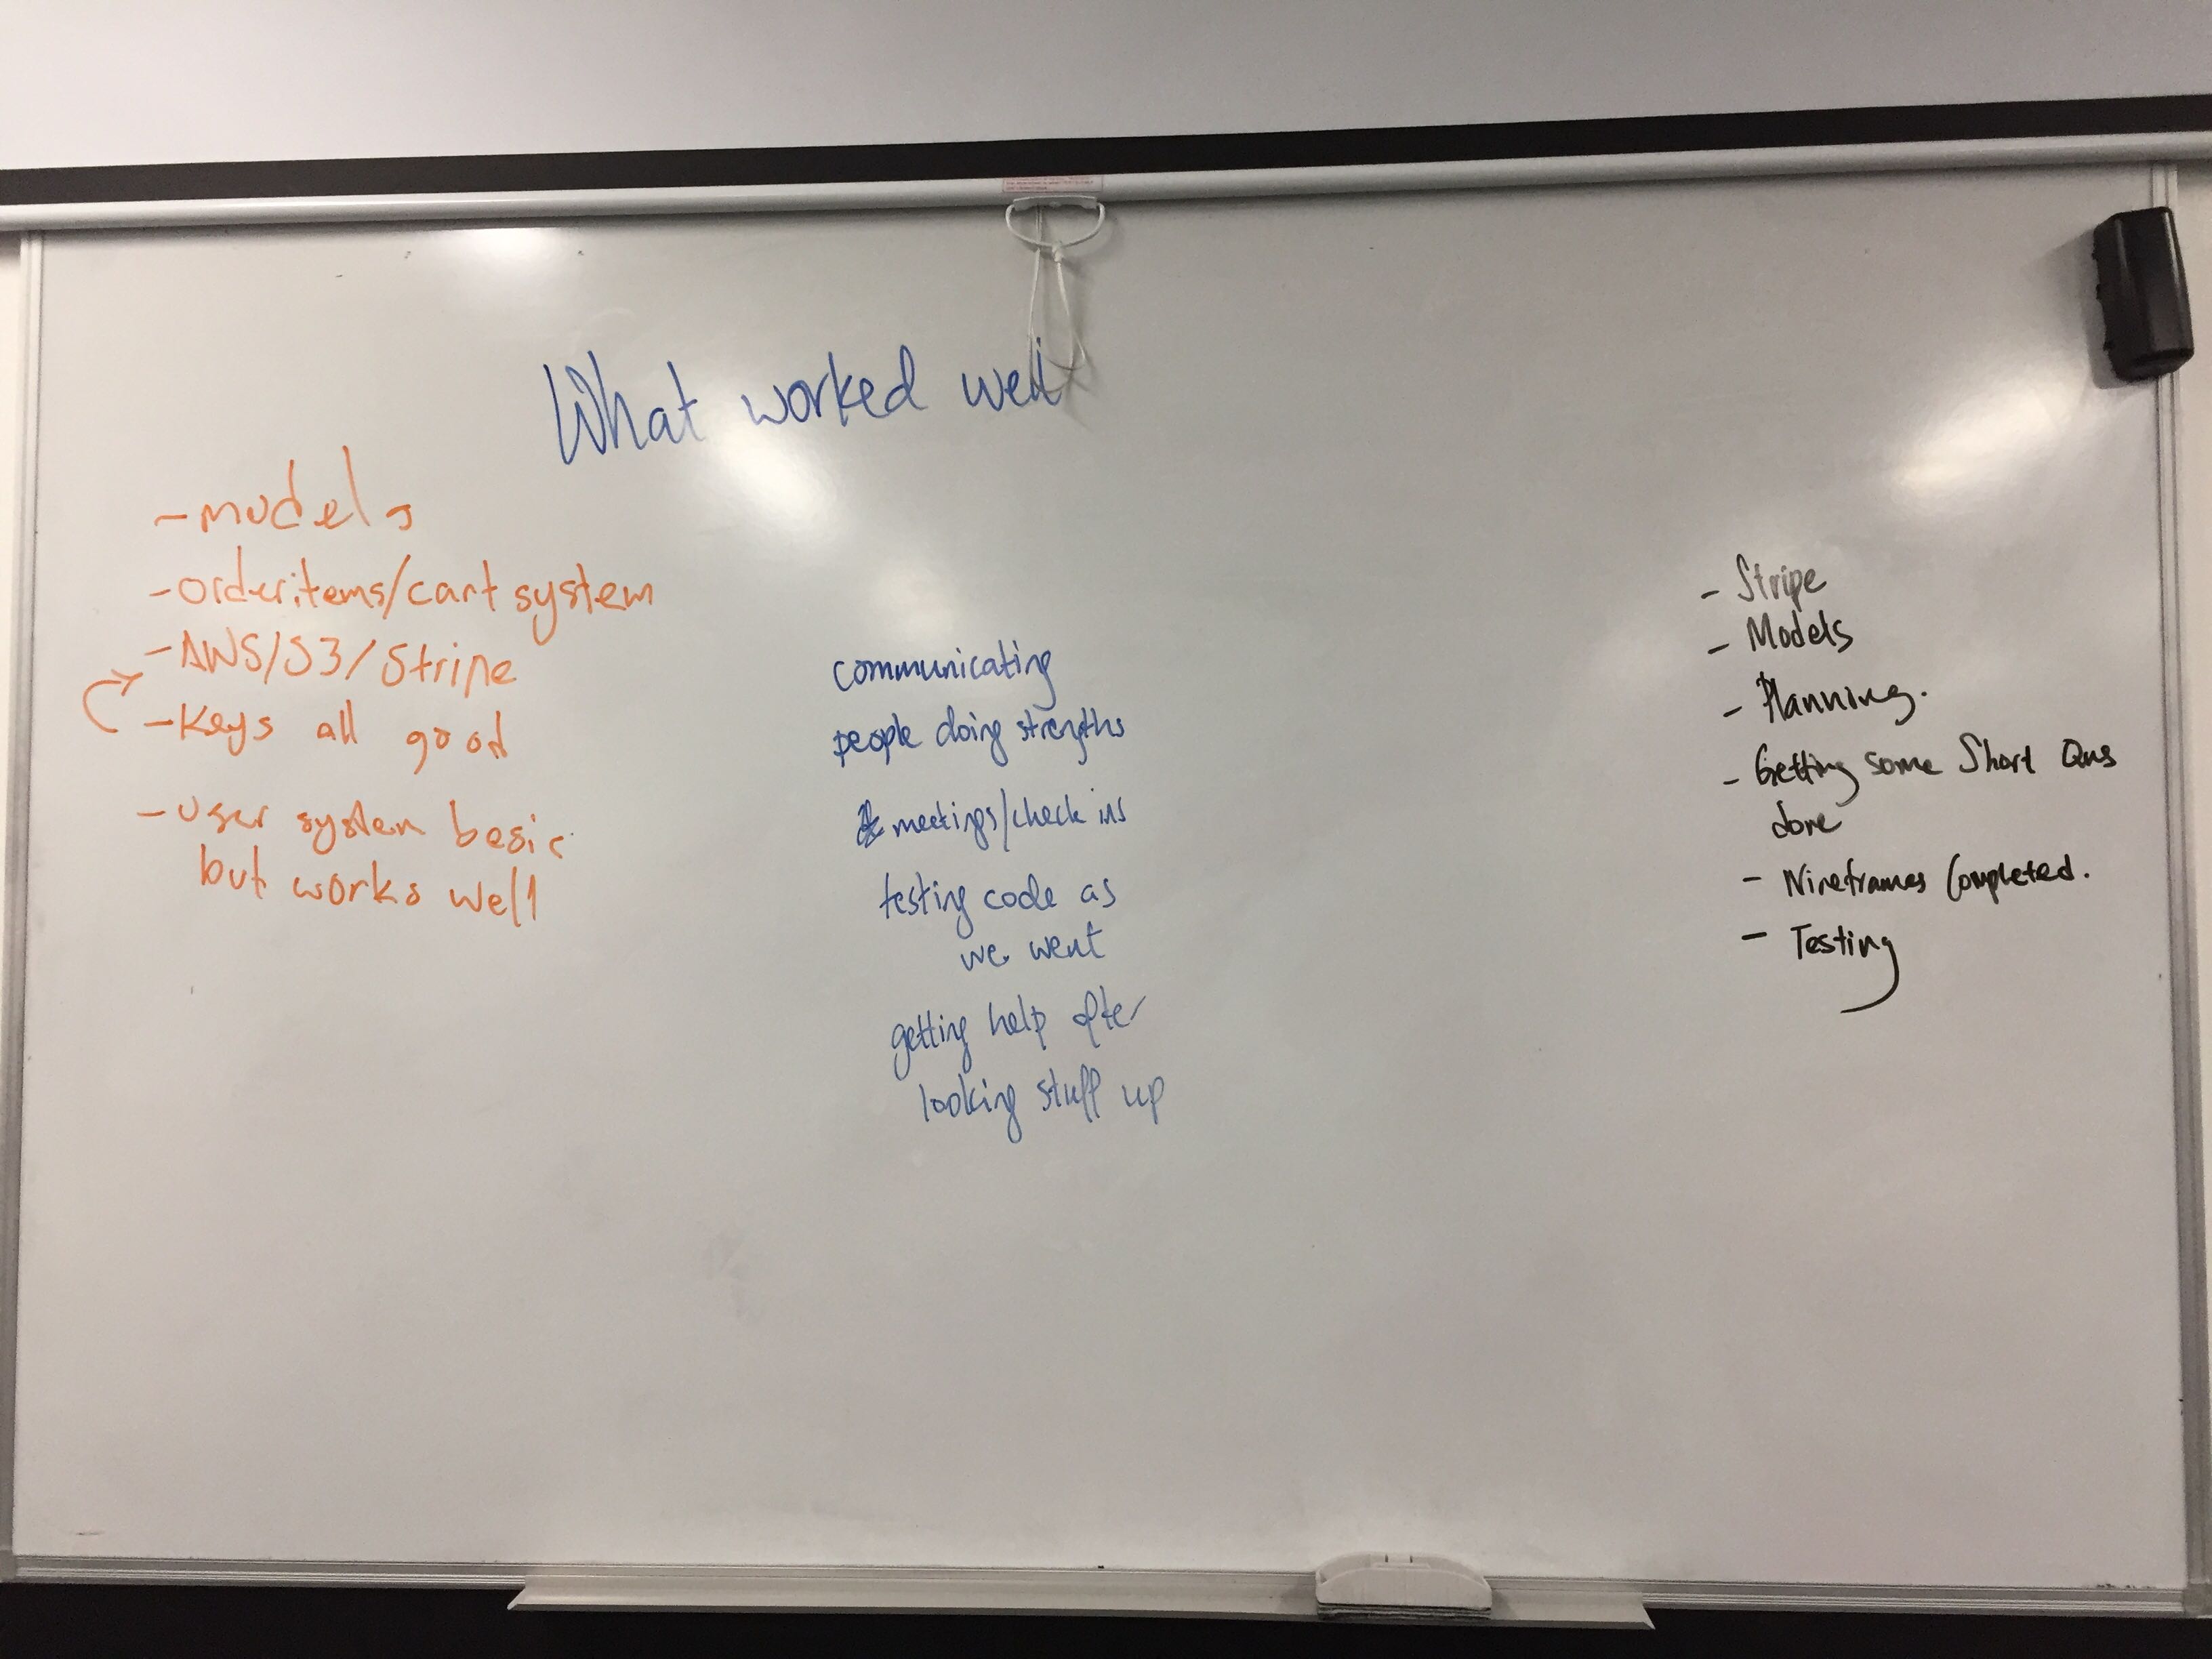 What worked well
- models
- orderitems/cart system
- AWS/S3/Stripe
- Keys all good
- user system basic
but works well
communicating
people doing strengths
meetings/check ins
testing code as
we went
getting help after
looking stuff up
- Stripe
- Models
- Planning.
- Getting some Short Qns
done
- Wireframes Completed.
- Testing